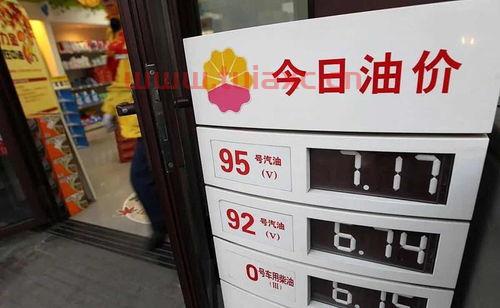 今日油价
95 号汽油 (V) 7.17
92 号汽油 (V) 6.74
0 号车用柴油 (III)